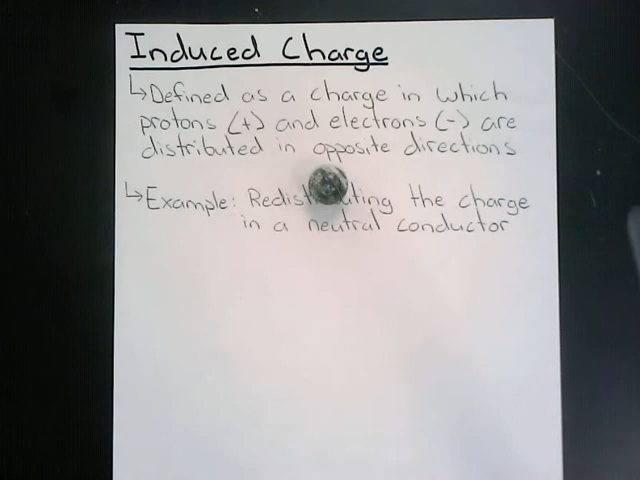 Induced Charge
↳ Defined as a charge in which
protons (+) and electrons (-) are
distributed in opposite directions
↳ Example: the charge
in a neutral conductor